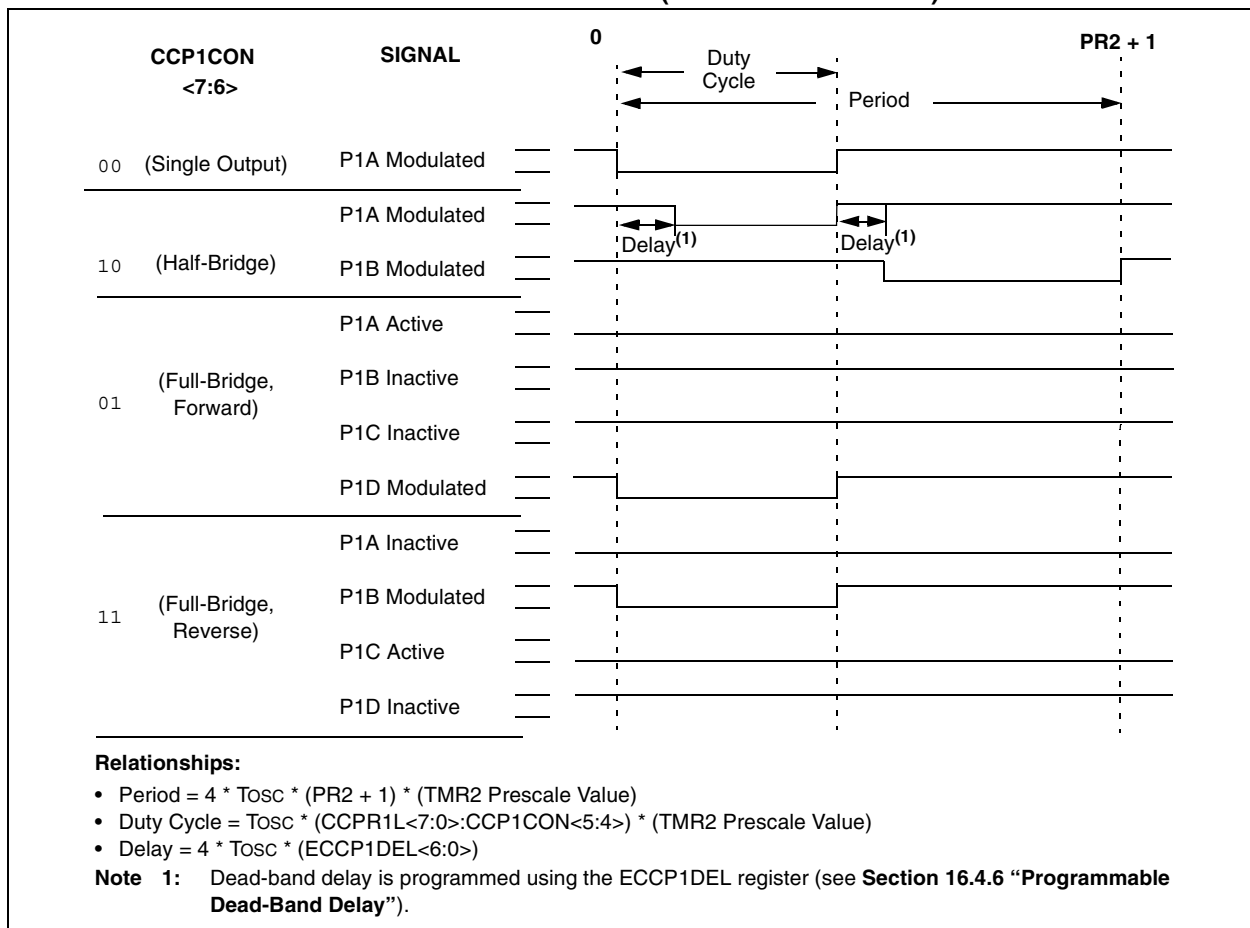 0
PR2 + 1
CCP1CON
<7:6>
SIGNAL
Duty
Cycle
Period
00 (Single Output) P1A Modulated
P1A Modulated
Delay(1) Delay(1)
10 (Half-Bridge) P1B Modulated
P1A Active
P1B Inactive
01 (Full-Bridge,
Forward)
P1C Inactive
P1D Modulated
P1A Inactive
P1B Modulated
11 (Full-Bridge,
Reverse)
P1C Active
P1D Inactive
Relationships:
• Period = 4 * TOSC * (PR2 + 1) * (TMR2 Prescale Value)
• Duty Cycle = TOSC * (CCPR1L<7:0>:CCP1CON<5:4>) * (TMR2 Prescale Value)
• Delay = 4 * TOSC * (ECCP1DEL<6:0>)
Note 1: Dead-band delay is programmed using the ECCP1DEL register (see Section 16.4.6 “Programmable
Dead-Band Delay”).